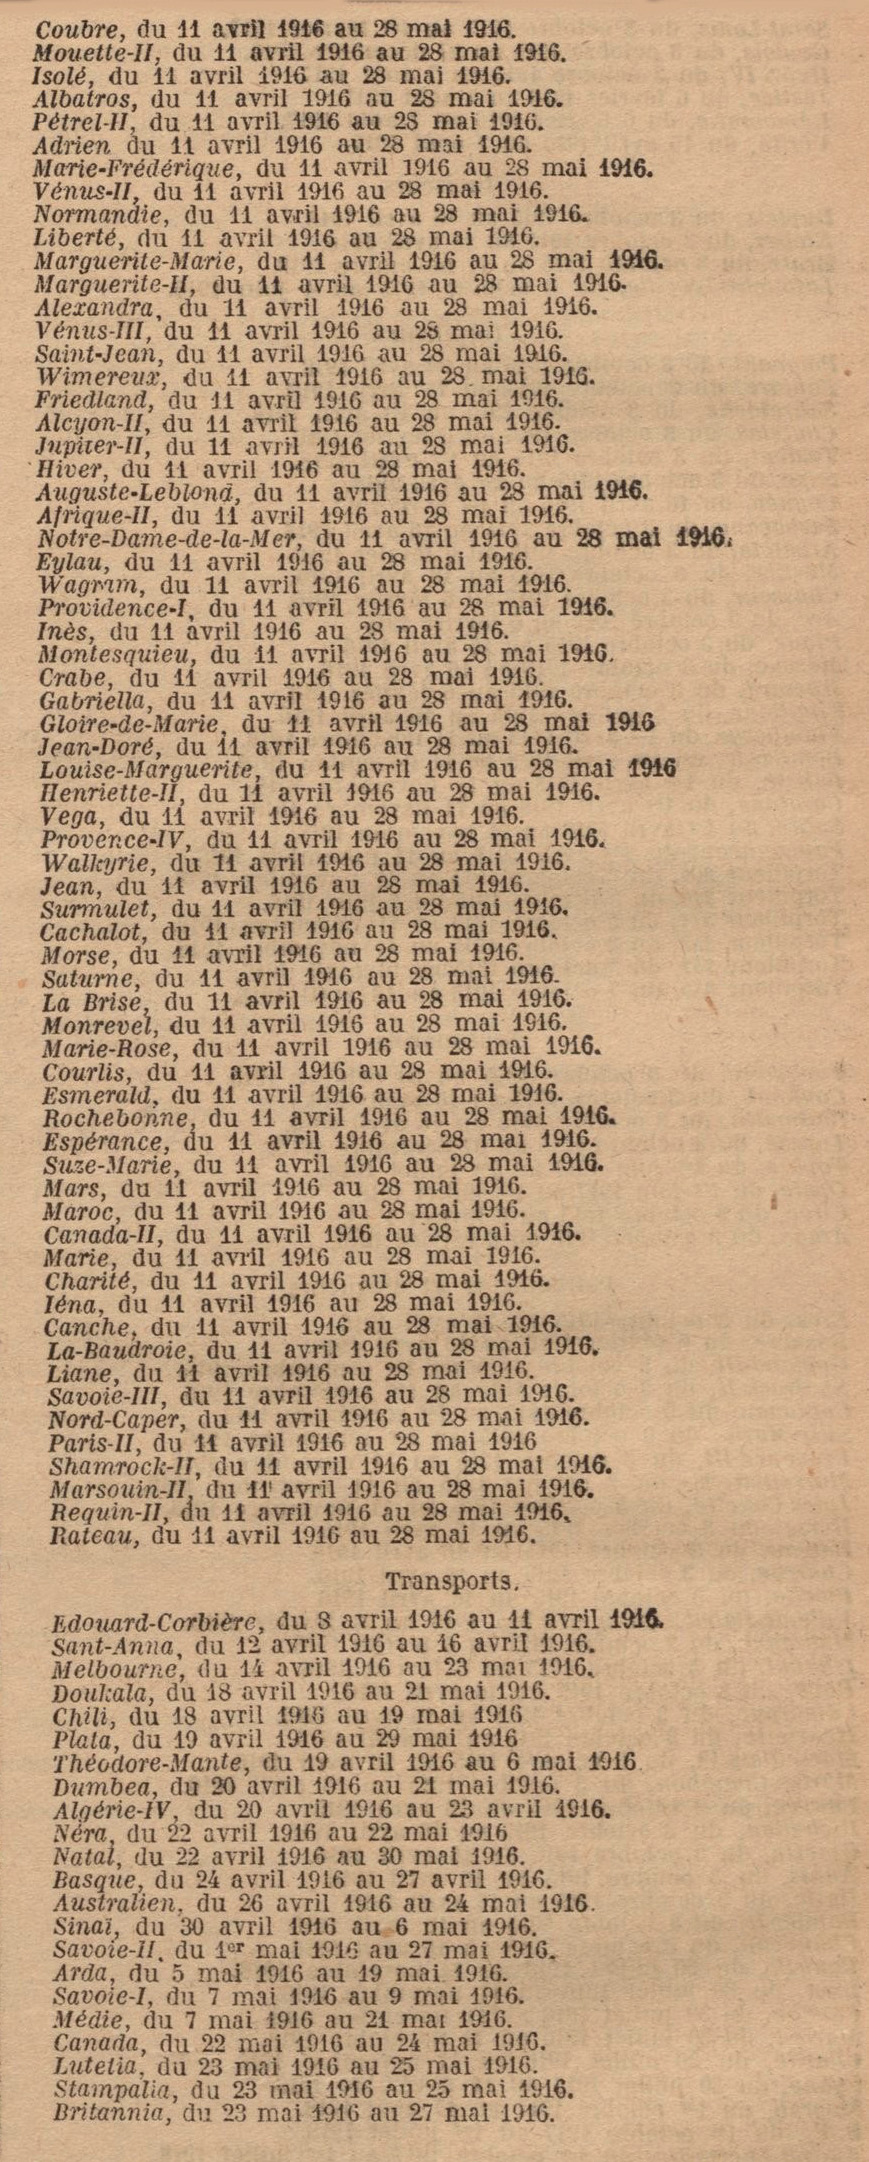 Coubre, du 11 avril 1916 au 28 mai 1916.
Mouette-II, du 11 avril 1916 au 28 mai 1916.
Isolé, du 11 avril 1916 au 28 mai 1916.
Albatros, du 11 avril 1916 au 28 mai 1916.
Pétrel-II, du 11 avril 1916 au 28 mai 1916.
Adrien du 11 avril 1916 au 28 mai 1916.
Marie-Frédérique, du 11 avril 1916 au 28 mai 1916.
Vénus-II, du 11 avril 1916 au 28 mai 1916.
Normandie, du 11 avril 1916 au 28 mai 1916.
Liberté, du 11 avril 1916 au 28 mai 1916.
Marguerite-Marie, du 11 avril 1916 au 28 mai 1916.
Marguerite-II, du 11 avril 1916 au 28 mai 1916.
Alexandra, du 11 avril 1916 au 28 mai 1916.
Vénus-III, du 11 avril 1916 au 28 mai 1916.
Saint-Jean, du 11 avril 1916 au 28 mai 1916.
Wimereux, du 11 avril 1916 au 28 mai 1916.
Friedland, du 11 avril 1916 au 28 mai 1916.
Alcyon-II, du 11 avril 1916 au 28 mai 1916.
Jupiter-II, du 11 avril 1916 au 28 mai 1916.
Hiver, du 11 avril 1916 au 28 mai 1916.
Auguste-Leblond, du 11 avril 1916 au 28 mai 1916.
Afrique-II, du 11 avril 1916 au 28 mai 1916.
Notre-Dame-de-la-Mer, du 11 avril 1916 au 28 mai 1916.
Eylau, du 11 avril 1916 au 28 mai 1916.
Wagram, du 11 avril 1916 au 28 mai 1916.
Providence-I, du 11 avril 1916 au 28 mai 1916.
Inès, du 11 avril 1916 au 28 mai 1916.
Montesquieu, du 11 avril 1916 au 28 mai 1916.
Crabe, du 11 avril 1916 au 28 mai 1916.
Gabriella, du 11 avril 1916 au 28 mai 1916.
Gloire-de-Marie, du 11 avril 1916 au 28 mai 1916
Jean-Doré, du 11 avril 1916 au 28 mai 1916.
Louise-Marguerite, du 11 avril 1916 au 28 mai 1916
Henriette-II, du 11 avril 1916 au 28 mai 1916.
Vega, du 11 avril 1916 au 28 mai 1916.
Provence-IV, du 11 avril 1916 au 28 mai 1916.
Walkyrie, du 11 avril 1916 au 28 mai 1916.
Jean, du 11 avril 1916 au 28 mai 1916.
Surmulet, du 11 avril 1916 au 28 mai 1916.
Cachalot, du 11 avril 1916 au 28 mai 1916.
Morse, du 11 avril 1916 au 28 mai 1916.
Saturne, du 11 avril 1916 au 28 mai 1916.
La Brise, du 11 avril 1916 au 28 mai 1916.
Monrevel, du 11 avril 1916 au 28 mai 1916.
Marie-Rose, du 11 avril 1916 au 28 mai 1916.
Courlis, du 11 avril 1916 au 28 mai 1916.
Esmerald, du 11 avril 1916 au 28 mai 1916.
Rochebonne, du 11 avril 1916 au 28 mai 1916.
Espérance, du 11 avril 1916 au 28 mai 1916.
Suze-Marie, du 11 avril 1916 au 28 mai 1916.
Mars, du 11 avril 1916 au 28 mai 1916.
Maroc, du 11 avril 1916 au 28 mai 1916.
Canada-II, du 11 avril 1916 au 28 mai 1916.
Marie, du 11 avril 1916 au 28 mai 1916.
Charité, du 11 avril 1916 au 28 mai 1916.
Iéna, du 11 avril 1916 au 28 mai 1916.
Canche, du 11 avril 1916 au 28 mai 1916.
La-Baudroie, du 11 avril 1916 au 28 mai 1916.
Liane, du 11 avril 1916 au 28 mai 1916.
Savoie-III, du 11 avril 1916 au 28 mai 1916.
Nord-Caper, du 11 avril 1916 au 28 mai 1916.
Paris-II, du 11 avril 1916 au 28 mai 1916
Shamrock-II, du 11 avril 1916 au 28 mai 1916.
Marsouin-II, du 11 avril 1916 au 28 mai 1916.
Requin-II, du 11 avril 1916 au 28 mai 1916.
Rateau, du 11 avril 1916 au 28 mai 1916.
Transports.
Edouard-Corbière, du 8 avril 1916 au 11 avril 1916.
Sant-Anna, du 12 avril 1916 au 16 avril 1916.
Melbourne, du 14 avril 1916 au 23 mai 1916.
Doukala, du 18 avril 1916 au 21 mai 1916.
Chili, du 18 avril 1916 au 19 mai 1916
Plata, du 19 avril 1916 au 29 mai 1916
Théodore-Mante, du 19 avril 1916 au 6 mai 1916.
Dumbea, du 20 avril 1916 au 21 mai 1916.
Algérie-IV, du 20 avril 1916 au 23 avril 1916.
Néra, du 22 avril 1916 au 22 mai 1916
Natal, du 22 avril 1916 au 30 mai 1916.
Basque, du 24 avril 1916 au 27 avril 1916.
Australien, du 26 avril 1916 au 24 mai 1916.
Sinaï, du 30 avril 1916 au 6 mai 1916.
Savoie-II, du 1er mai 1916 au 27 mai 1916.
Arda, du 5 mai 1916 au 19 mai 1916.
Savoie-I, du 7 mai 1916 au 9 mai 1916.
Médie, du 7 mai 1916 au 21 mai 1916.
Canada, du 22 mai 1916 au 24 mai 1916.
Lutetia, du 23 mai 1916 au 25 mai 1916.
Stampalia, du 23 mai 1916 au 25 mai 1916.
Britannia, du 23 mai 1916 au 27 mai 1916.